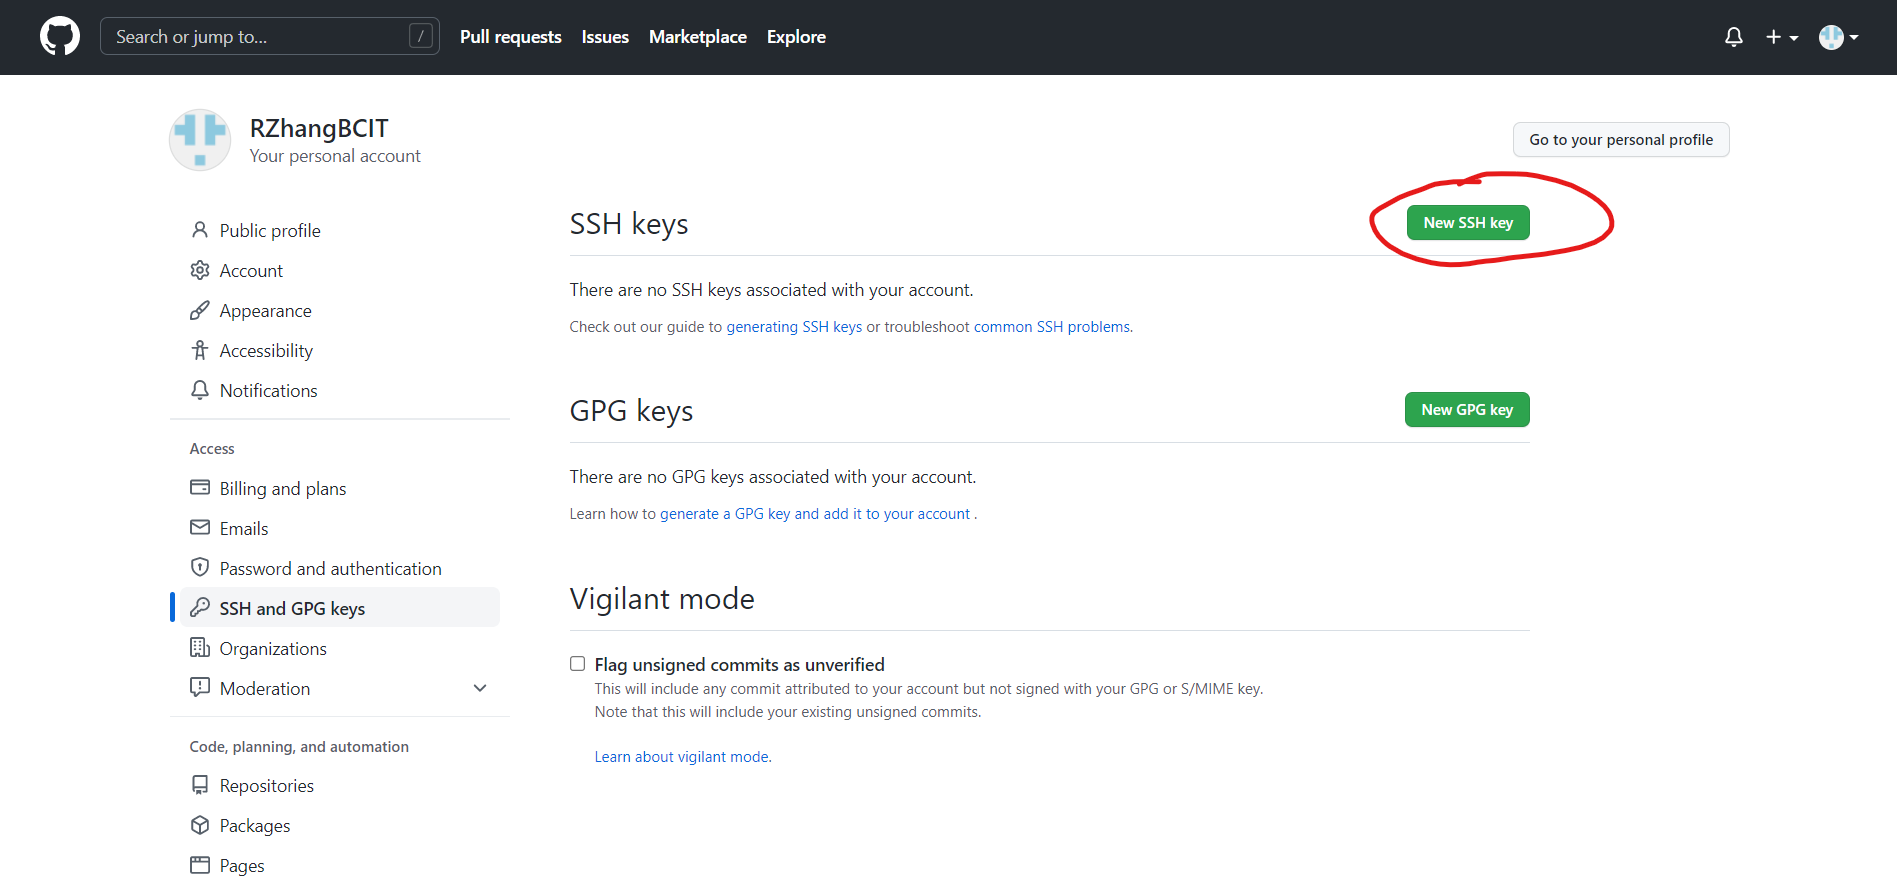 Search or jump to... /
Pull requests Issues Marketplace Explore
RZhangBCIT
Your personal account
Go to your personal profile
Public profile
Account
Appearance
Accessibility
Notifications
Access
Billing and plans
Emails
Password and authentication
SSH and GPG keys
Organizations
Moderation
Code, planning, and automation
Repositories
Packages
Pages
SSH keys
New SSH key
There are no SSH keys associated with your account.
Check out our guide to generating SSH keys or troubleshoot common SSH problems.
GPG keys
New GPG key
There are no GPG keys associated with your account.
Learn how to generate a GPG key and add it to your account .
Vigilant mode
Flag unsigned commits as unverified
This will include any commit attributed to your account but not signed with your GPG or S/MIME key.
Note that this will include your existing unsigned commits.
Learn about vigilant mode.